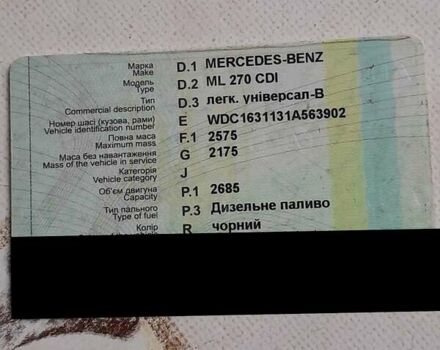 Марка D.1 MERCEDES-BENZ
Make
Модель D.2 ML 270 CDI
Type
Тип D.3 легк. універсал-В
Commercial description
Номер шасі (кузова, рами) E WDC1631131A563902
Vehicle identification number
Повна маса F.1 2575
Maximum mass
Маса без навантаження G 2175
Mass of the vehicle in service
Категорія J
Vehicle category
Об'єм двигуна P.1 2685
Capacity
Тип пального P.3 Дизельне паливо
Type of fuel
Колір R чорний